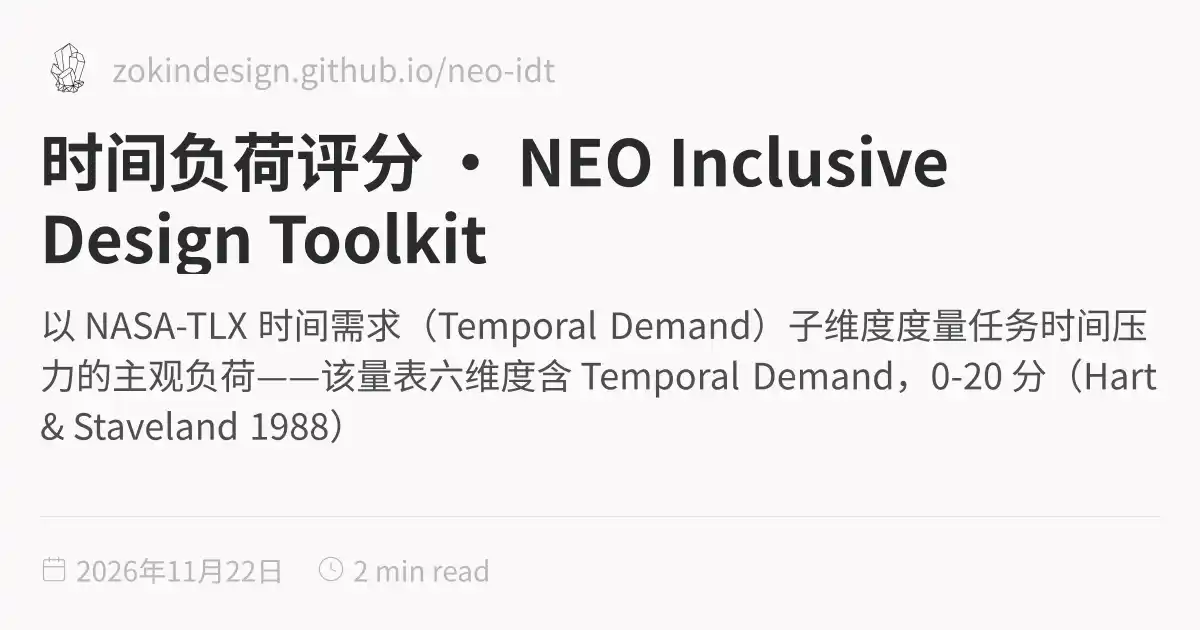 zokindesign.github.io/neo-idt
时间负荷评分 · NEO Inclusive
Design Toolkit
以 NASA-TLX 时间需求（Temporal Demand）子维度度量任务时间压
力的主观负荷——该量表六维度含 Temporal Demand，0-20 分（Hart
& Staveland 1988）
2026年11月22日 2 min read